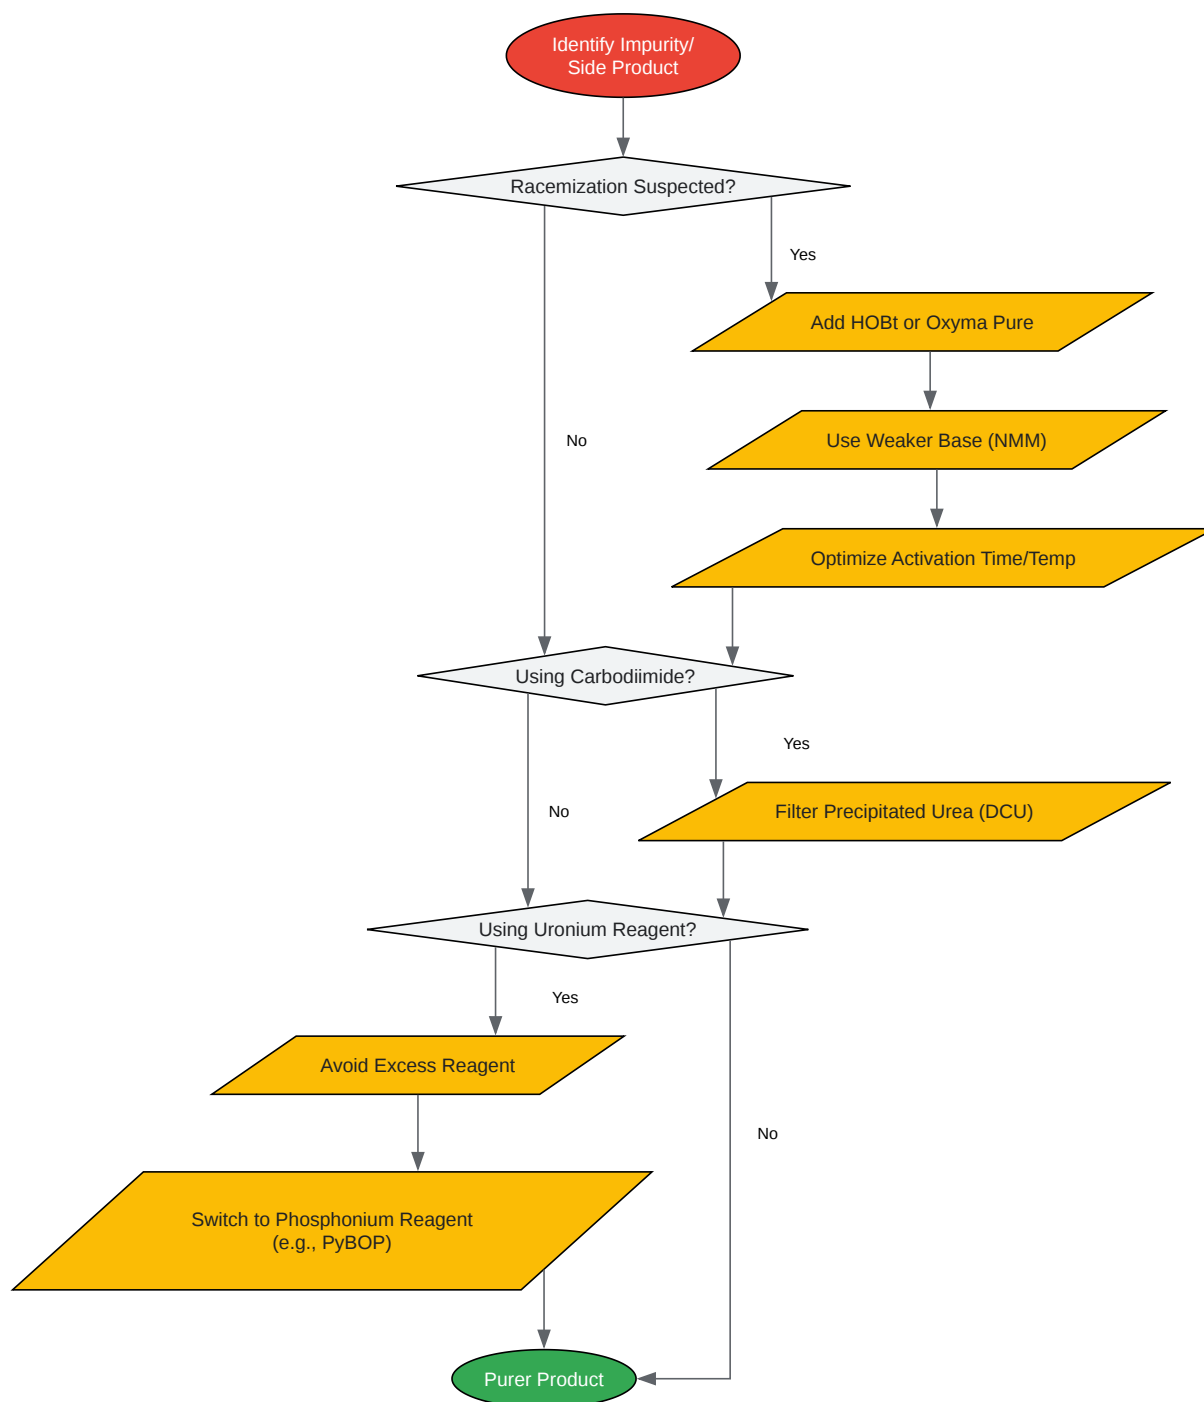 Identify Impurity/
Side Product
Racemization Suspected?
Yes
Add HOBt or Oxyma Pure
No
Use Weaker Base (NMM)
Optimize Activation Time/Temp
Using Carbodiimide?
Yes
No
Filter Precipitated Urea (DCU)
Using Uronium Reagent?
Yes
Avoid Excess Reagent
No
Switch to Phosphonium Reagent
(e.g., PyBOP)
Purer Product